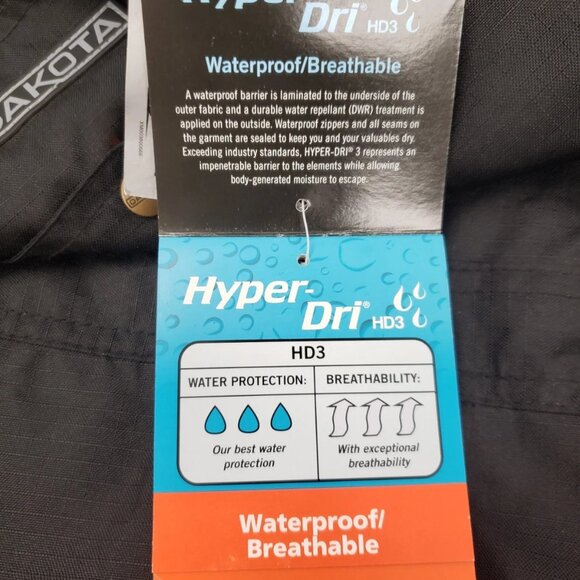 Hyper-
Dri® HD3
Waterproof/Breathable
A waterproof barrier is laminated to the underside of the
outer fabric and a durable water repellant (DWR) treatment is
applied on the outside. Waterproof zippers and all seams on
the garment are sealed to keep you and your valuables dry.
Exceeding industry standards, HYPER-DRI® 3 represents an
impenetrable barrier to the elements while allowing
body-generated moisture to escape.
DAKOTA
Hyper-
Dri® HD3
HD3
WATER PROTECTION: BREATHABILITY:
Our best water With exceptional
protection breathability
Waterproof/
Breathable